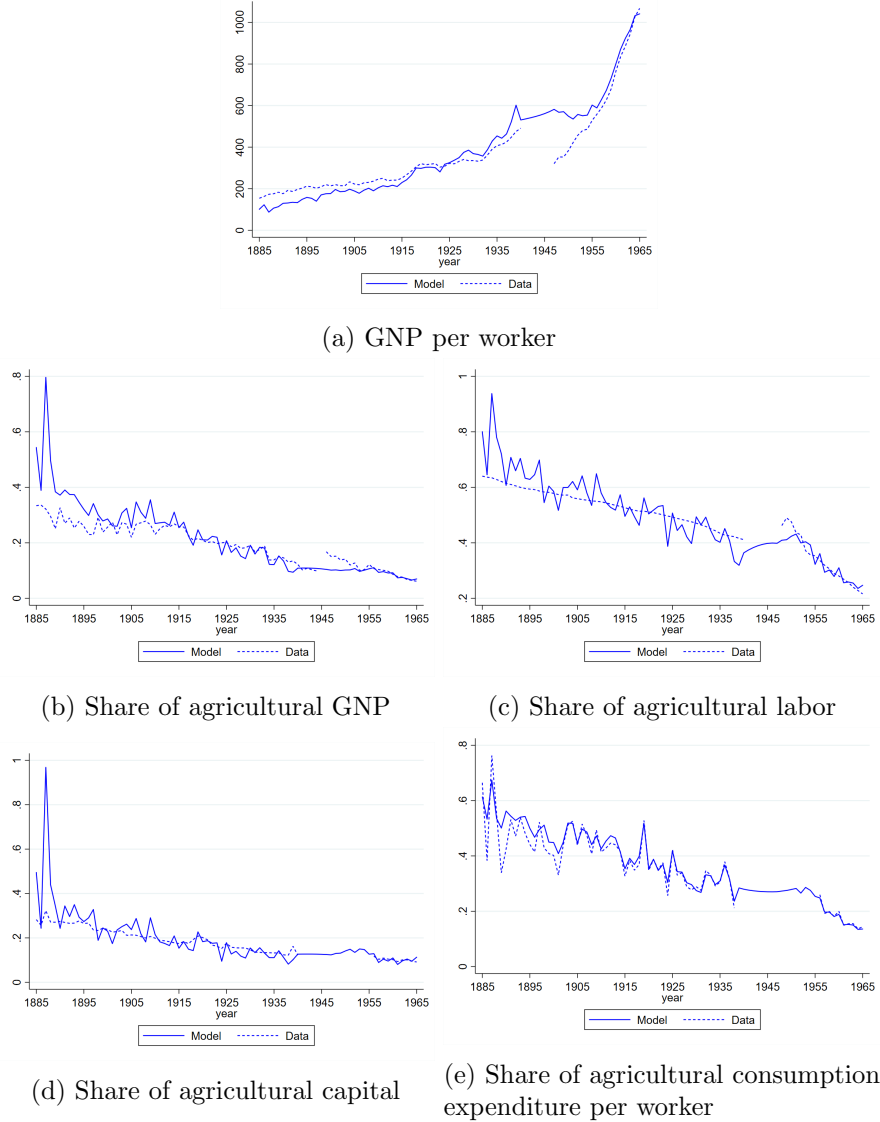 1000
800
600
400
200
0
1885 1895 1905 1915 1925 1935 1945 1955 1965
year
Model Data
(a) GNP per worker
.8
.6
.4
.2
0
1885 1895 1905 1915 1925 1935 1945 1955 1965
year
Model Data
(b) Share of agricultural GNP
1
.8
.6
.4
.2
1885 1895 1905 1915 1925 1935 1945 1955 1965
year
Model Data
(c) Share of agricultural labor
1
.8
.6
.4
.2
0
1885 1895 1905 1915 1925 1935 1945 1955 1965
year
Model Data
(d) Share of agricultural capital
.8
.6
.4
.2
0
1885 1895 1905 1915 1925 1935 1945 1955 1965
year
Model Data
(e) Share of agricultural consumption
expenditure per worker